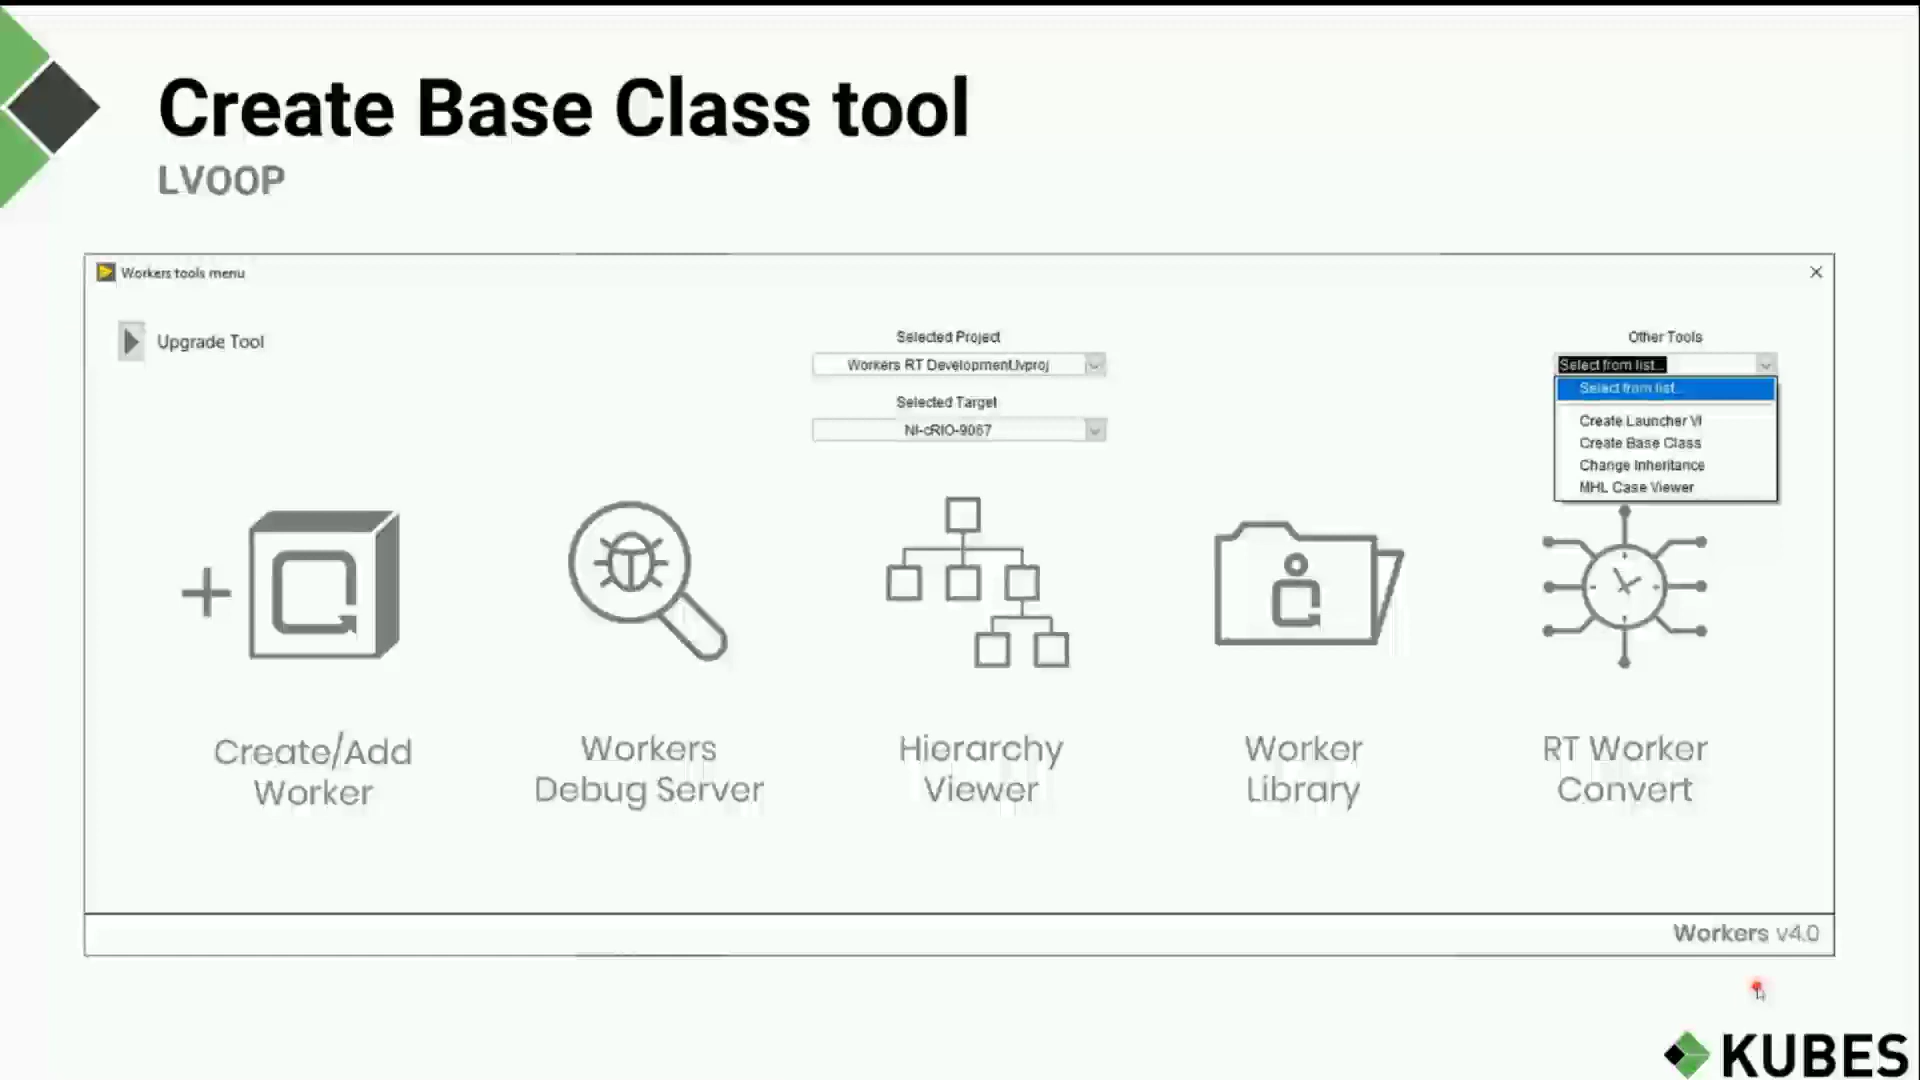 Create Base Class tool
LVOOP
Workers tools menu
Upgrade Tool
Selected Project
Workers RT Development.lvproj
Selected Target
NI-cRIO-9067
Other Tools
Select from list...
Select from list...
Create Launcher VI
Create Base Class
Change Inheritance
MHL Case Viewer
Create/Add
Worker
Workers
Debug Server
Hierarchy
Viewer
Worker
Library
RT Worker
Convert
Workers v4.0
KUBES